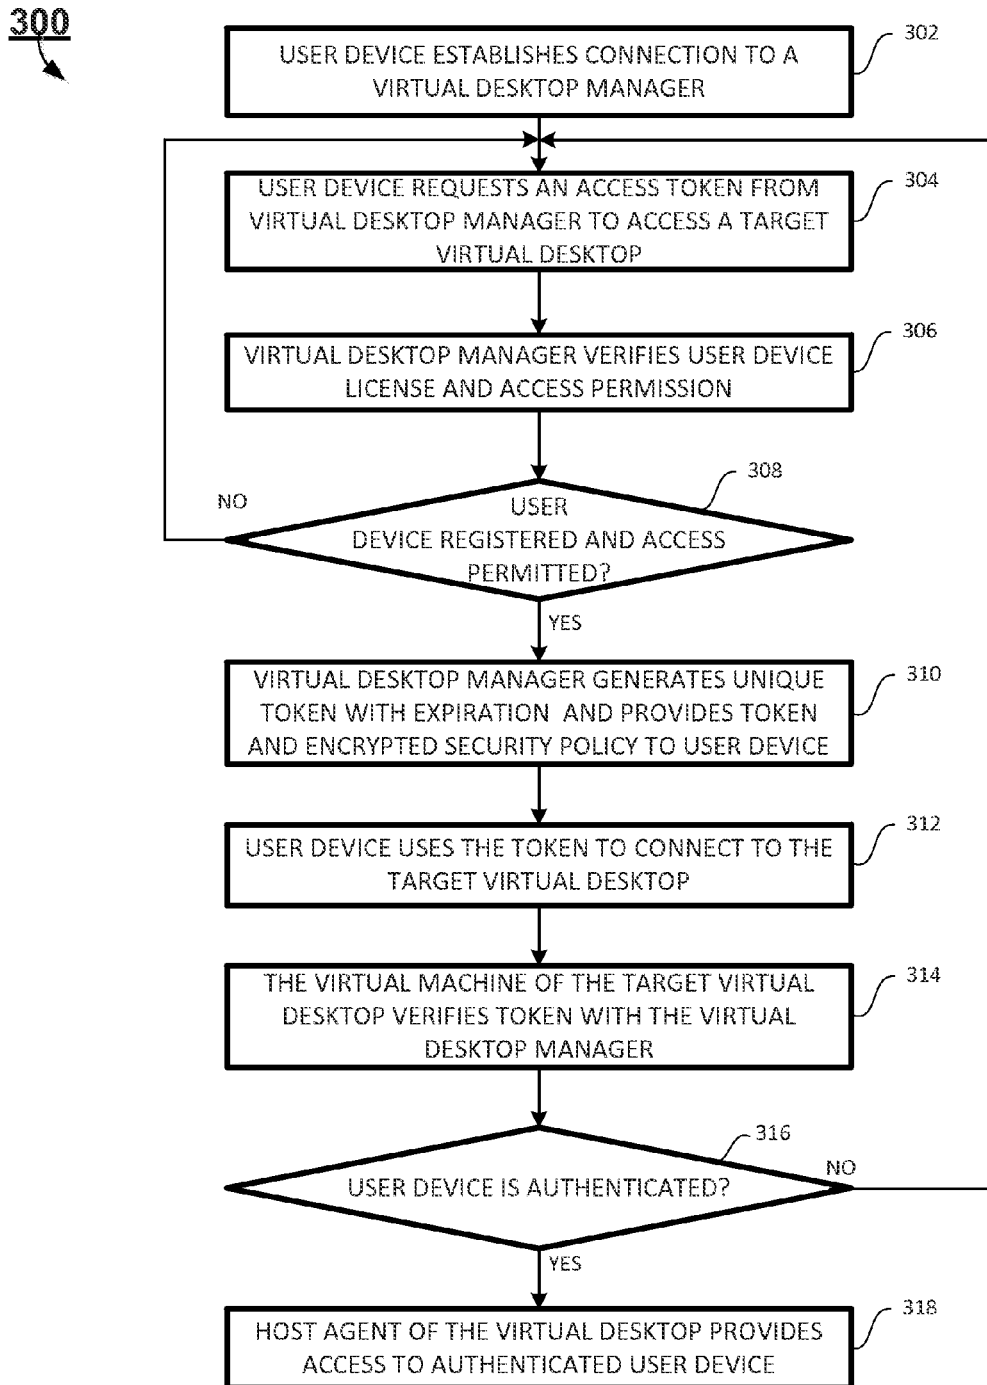 300
USER DEVICE ESTABLISHES CONNECTION TO A
VIRTUAL DESKTOP MANAGER
302
USER DEVICE REQUESTS AN ACCESS TOKEN FROM
VIRTUAL DESKTOP MANAGER TO ACCESS A TARGET
VIRTUAL DESKTOP
304
VIRTUAL DESKTOP MANAGER VERIFIES USER DEVICE
LICENSE AND ACCESS PERMISSION
306
308
NO
USER
DEVICE REGISTERED AND ACCESS
PERMITTED?
YES
VIRTUAL DESKTOP MANAGER GENERATES UNIQUE
TOKEN WITH EXPIRATION AND PROVIDES TOKEN
AND ENCRYPTED SECURITY POLICY TO USER DEVICE
310
USER DEVICE USES THE TOKEN TO CONNECT TO THE
TARGET VIRTUAL DESKTOP
312
THE VIRTUAL MACHINE OF THE TARGET VIRTUAL
DESKTOP VERIFIES TOKEN WITH THE VIRTUAL
DESKTOP MANAGER
314
316
USER DEVICE IS AUTHENTICATED?
NO
YES
HOST AGENT OF THE VIRTUAL DESKTOP PROVIDES
ACCESS TO AUTHENTICATED USER DEVICE
318